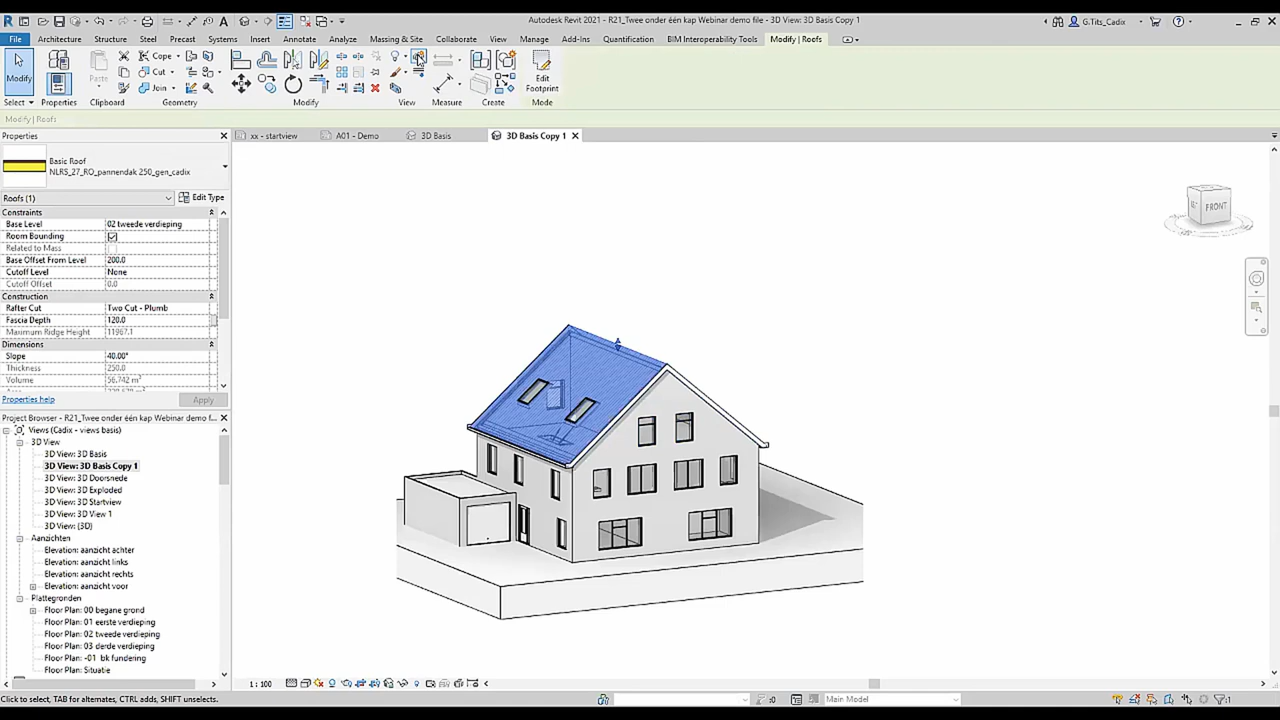 Autodesk Revit 2021 - R21_Twee onder één kap Webinar demo file - 3D View: 3D Basis Copy 1
G.Tits_Cadix
File
Architecture
Structure
Steel
Precast
Systems
Insert
Annotate
Analyze
Massing & Site
Collaborate
View
Manage
Add-Ins
Quantification
BIM Interoperability Tools
Modify | Roofs
Modify
Paste
Cope
Cut
Join
Edit
Footprint
Select
Properties
Clipboard
Geometry
Modify
View
Measure
Create
Mode
Modify | Roofs
Properties
xx - startview
A01 - Demo
3D Basis
3D Basis Copy 1
Basic Roof
NLRS_27_RO_pannendak 250_gen_cadix
Roofs (1)
Edit Type
Constraints
Base Level 02 tweede verdieping
Room Bounding
Related to Mass
Base Offset From Level 200.0
Cutoff Level None
Cutoff Offset 0.0
Construction
Rafter Cut Two Cut - Plumb
Fascia Depth 120.0
Maximum Ridge Height 11967.1
Dimensions
Slope 40.00°
Thickness 250.0
Volume 56.742 m³
Properties help
Apply
FRONT
Project Browser - R21_Twee onder één kap Webinar demo f...
Views (Cadix - views basis)
3D View
3D View: 3D Basis
3D View: 3D Basis Copy 1
3D View: 3D Doorsnede
3D View: 3D Exploded
3D View: 3D Startview
3D View: 3D View 1
3D View: {3D}
Aanzichten
Elevation: aanzicht achter
Elevation: aanzicht links
Elevation: aanzicht rechts
Elevation: aanzicht voor
Plattegronden
Floor Plan: 00 begane grond
Floor Plan: 01 eerste verdieping
Floor Plan: 02 tweede verdieping
Floor Plan: 03 derde verdieping
Floor Plan: -01 bk fundering
Floor Plan: Situatie
1 : 100
Click to select, TAB for alternates, CTRL adds, SHIFT unselects.
:0
Main Model
:1